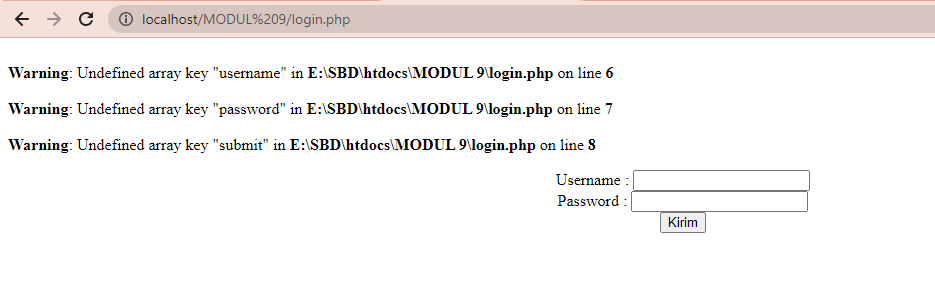 localhost/MODUL%209/login.php
Warning: Undefined array key "username" in E:\SBD\htdocs\MODUL 9\login.php on line 6
Warning: Undefined array key "password" in E:\SBD\htdocs\MODUL 9\login.php on line 7
Warning: Undefined array key "submit" in E:\SBD\htdocs\MODUL 9\login.php on line 8
Username :
Password :
Kirim